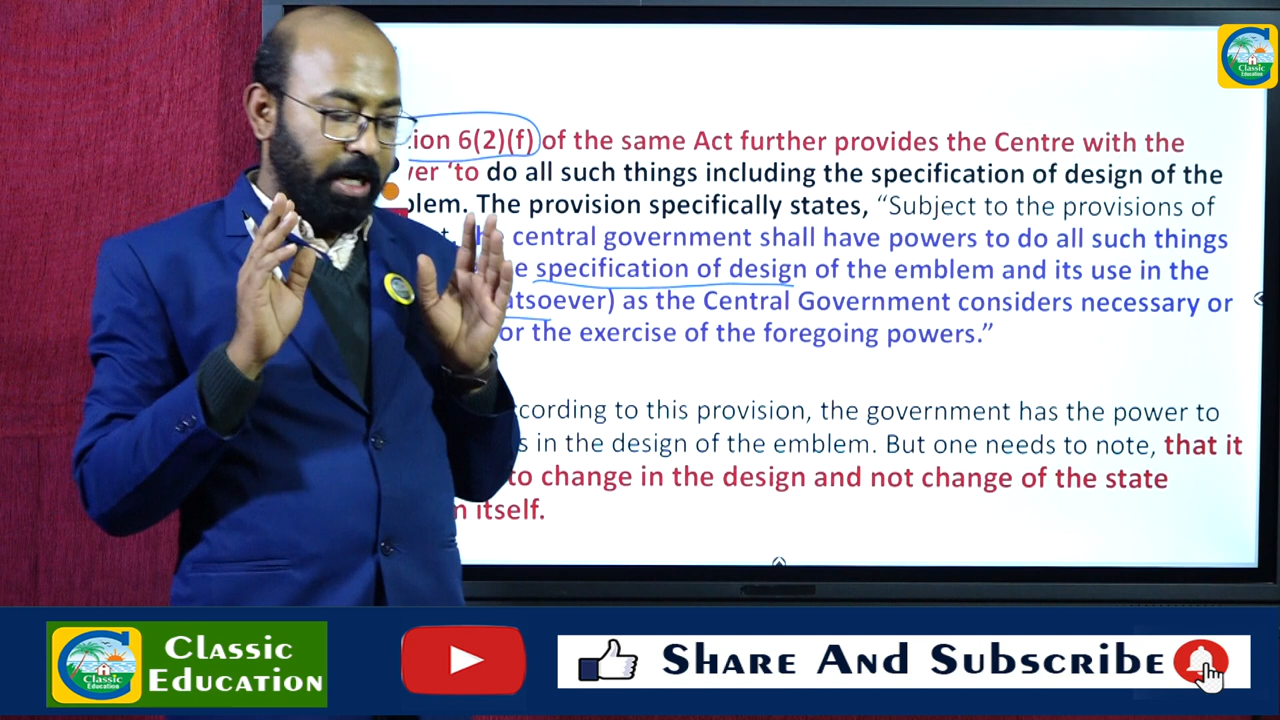 Classic
Education
6(2)(f) of the same Act further provides the Centre with the
'to do all such things including the specification of design of the
The provision specifically states, “Subject to the provisions of
central government shall have powers to do all such things
specification of design of the emblem and its use in the
as the Central Government considers necessary or
or the exercise of the foregoing powers.”
to this provision, the government has the power to
in the design of the emblem. But one needs to note, that it
to change in the design and not change of the state
itself.
Classic
Education
Classic
Education
Share And Subscribe